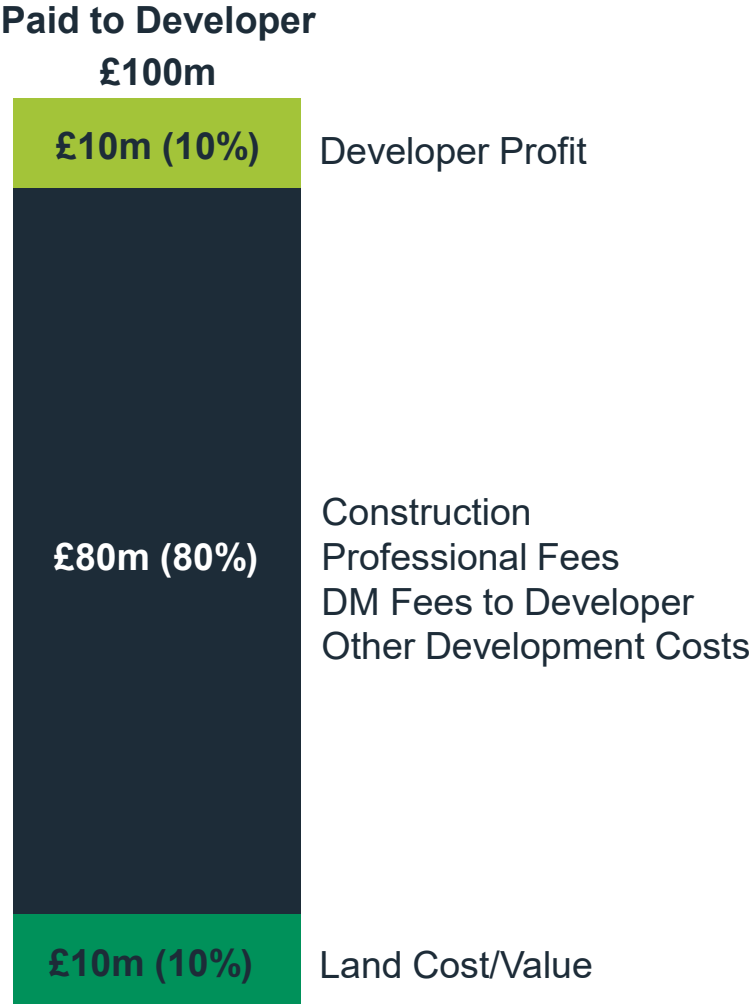 Paid to Developer
£100m
£10m (10%)
Developer Profit
£80m (80%)
Construction
Professional Fees
DM Fees to Developer
Other Development Costs
£10m (10%)
Land Cost/Value